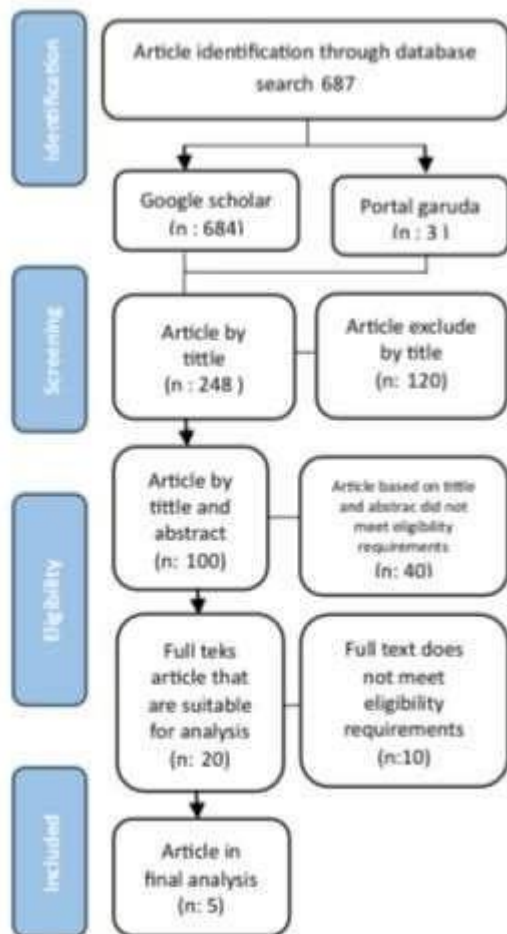 Identification
Article identification through database
search 687
Google scholar
(n : 684)
Portal garuda
(n : 3 )
Screening
Article by
tittle
(n : 248 )
Article exclude
by title
(n: 120)
Eligibility
Article by
tittle and
abstract
(n: 100)
Article based on tittle
and abstrac did not
meet eligibility
requirements
(n: 40)
Full teks
article that
are suitable
for analysis
(n: 20)
Full text does
not meet
eligibility
requirements
(n:10)
Included
Article in
final analysis
(n: 5)